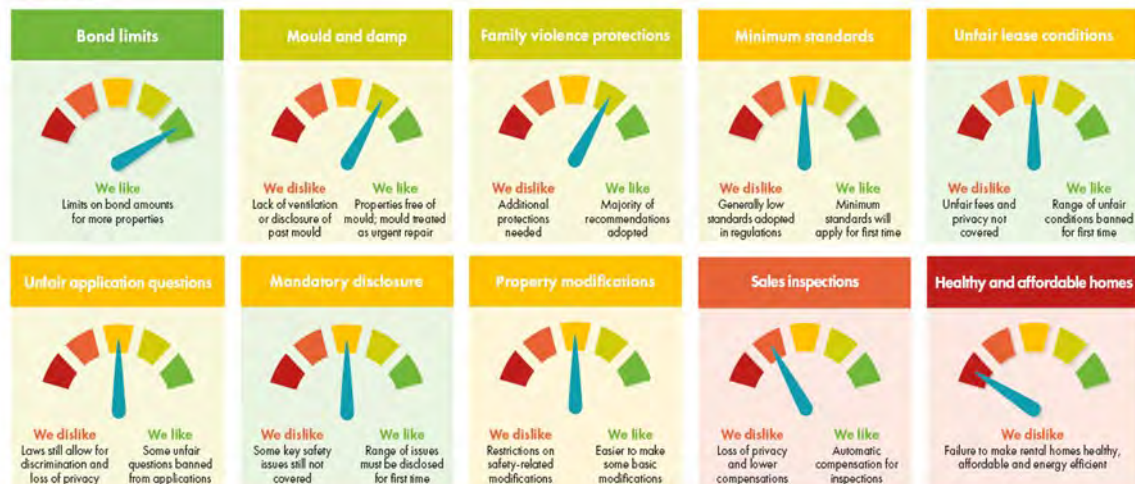 Bond limits
We like
Limits on bond amounts
for more properties
Mould and damp
We dislike
Lack of ventilation
or disclosure of
past mould
We like
Properties free of
mould; mould treated
as urgent repair
Family violence protections
We dislike
Additional
protections
needed
We like
Majority of
recommendations
adopted
Minimum standards
We dislike
Generally low
standards adopted
in regulations
We like
Minimum
standards will
apply for first time
Unfair lease conditions
We dislike
Unfair fees and
privacy not
covered
We like
Range of unfair
conditions banned
for first time
Unfair application questions
We dislike
Laws still allow for
discrimination and
loss of privacy
We like
Some unfair
questions banned
from applications
Mandatory disclosure
We dislike
Some key safety
issues still not
covered
We like
Range of issues
must be disclosed
for first time
Property modifications
We dislike
Restrictions on
safety-related
modifications
We like
Easier to make
some basic
modifications
Sales inspections
We dislike
Loss of privacy
and lower
compensations
We like
Automatic
compensation for
inspections
Healthy and affordable homes
We dislike
Failure to make rental homes healthy,
affordable and energy efficient